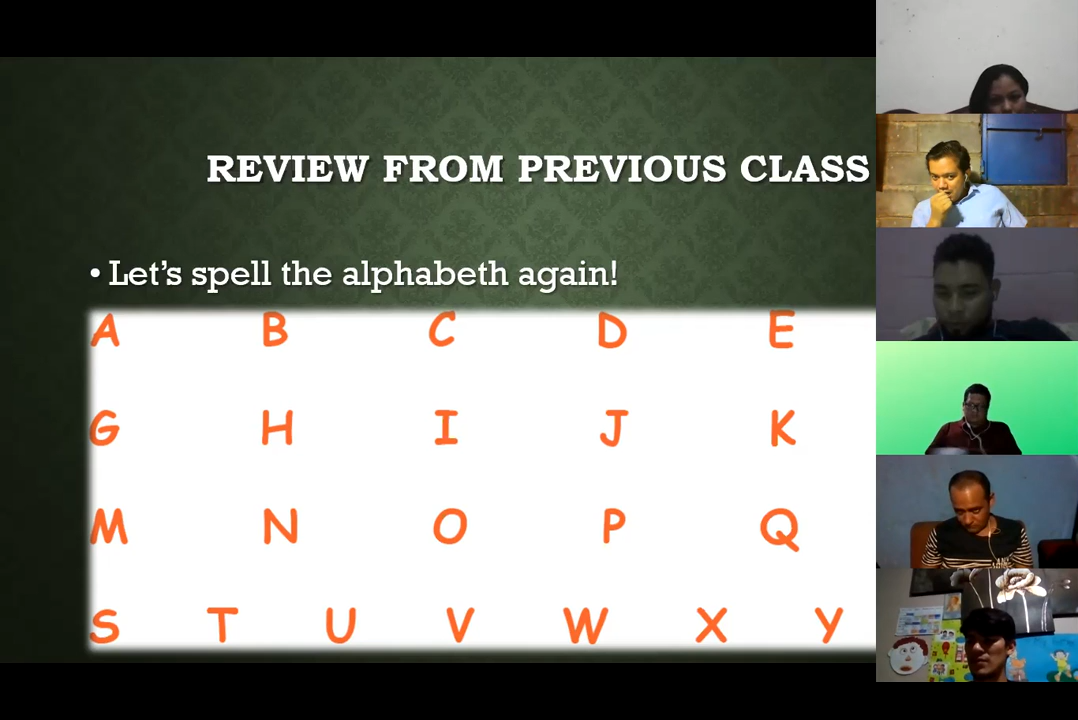 REVIEW FROM PREVIOUS CLASS
• Let's spell the alphabeth again!
A B C D E
G H I J K
M N O P Q
S T U V W X Y